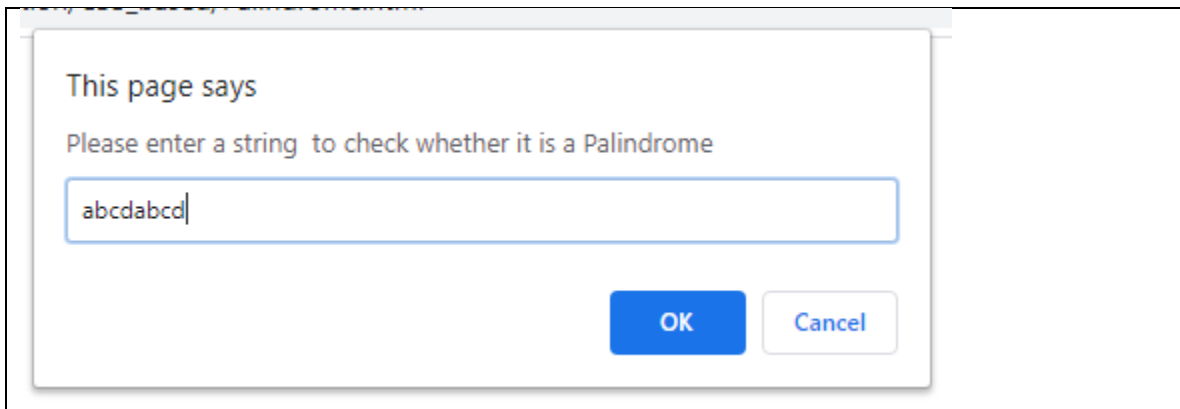 This page says
Please enter a string to check whether it is a Palindrome
abcdabcd
OK
Cancel